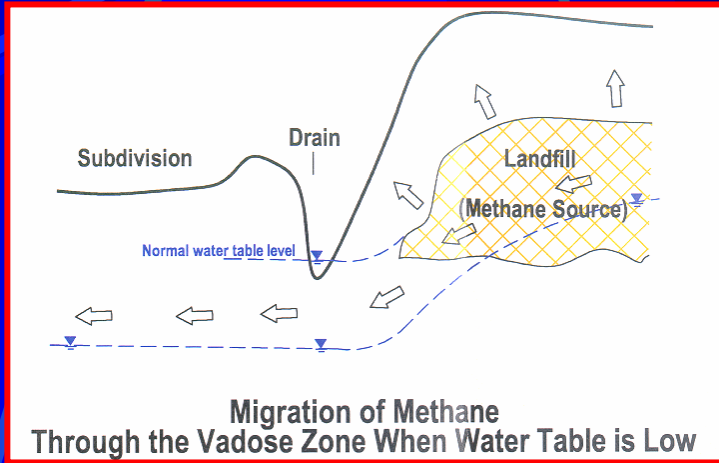 Drain
Subdivision
Landfill
(Methane Source)
Normal water table level
Migration of Methane
Through the Vadose Zone When Water Table is Low